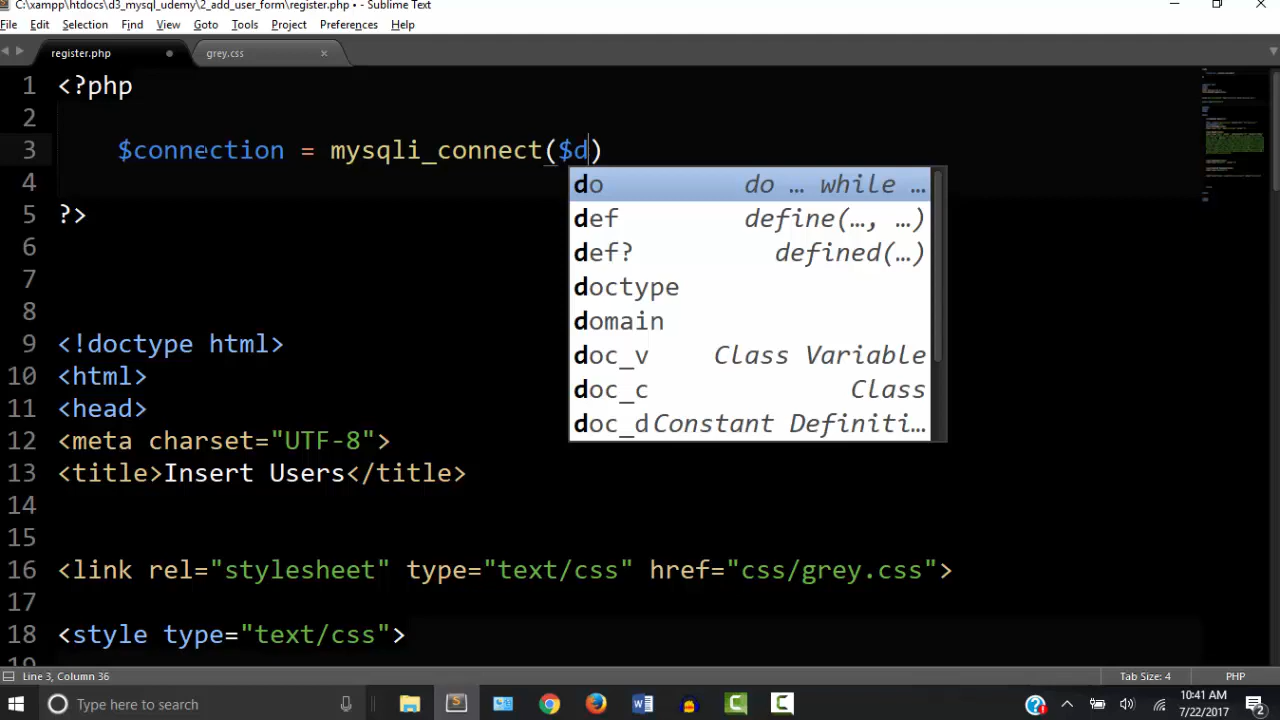 C:\xampp\htdocs\d3_mysql_udemy\2_add_user_form\register.php • - Sublime Text
File Edit Selection Find View Goto Tools Project Preferences Help
register.php grey.css
1 <?php
2
3 $connection = mysqli_connect($d)
do do … while …
4
def define(…, …)
5 ?>
6
def? defined(…)
7
doctype
8
domain
9 <!doctype html>
doc_v Class Variable
10 <html>
doc_c Class
11 <head>
doc_d Constant Definiti…
12 <meta charset="UTF-8">
13 <title>Insert Users</title>
14
15
16 <link rel="stylesheet" type="text/css" href="css/grey.css">
17
18 <style type="text/css">
19
Line 3, Column 36 Tab Size: 4 PHP
Type here to search
10:41 AM
7/22/2017
2